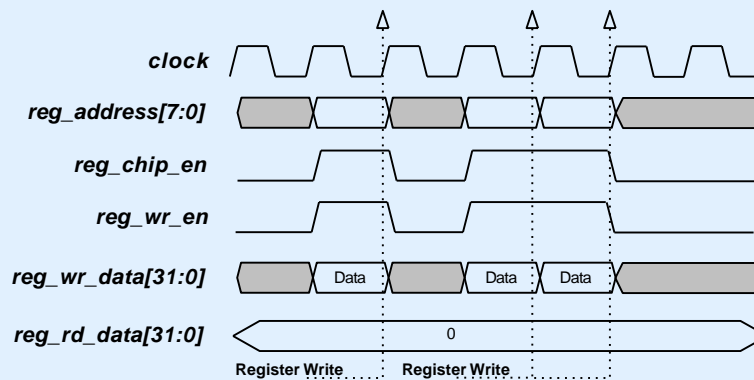 clock
reg_address[7:0]
reg_chip_en
reg_wr_en
reg_wr_data[31:0] Data Data Data
reg_rd_data[31:0] 0
Register Write Register Write